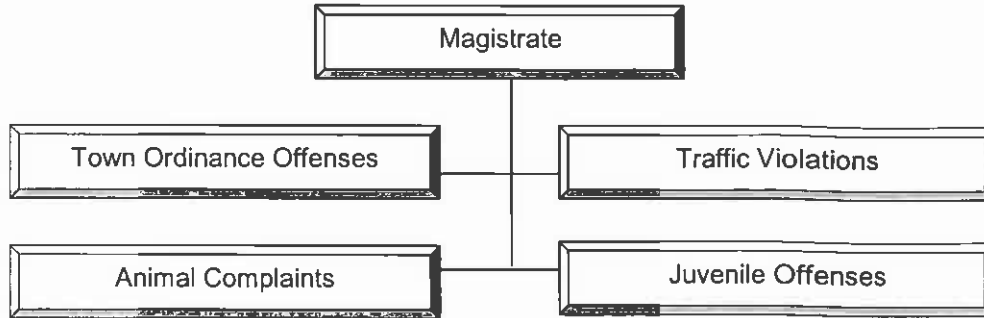 Magistrate
Town Ordinance Offenses
Traffic Violations
Animal Complaints
Juvenile Offenses